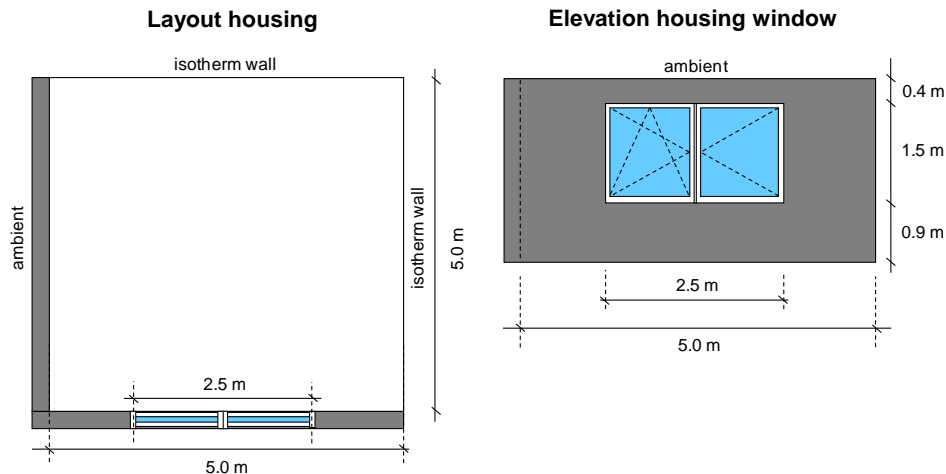 Layout housing
isotherm wall
ambient
isotherm wall
5.0 m
2.5 m
5.0 m
Elevation housing window
ambient
0.4 m
1.5 m
0.9 m
2.5 m
5.0 m